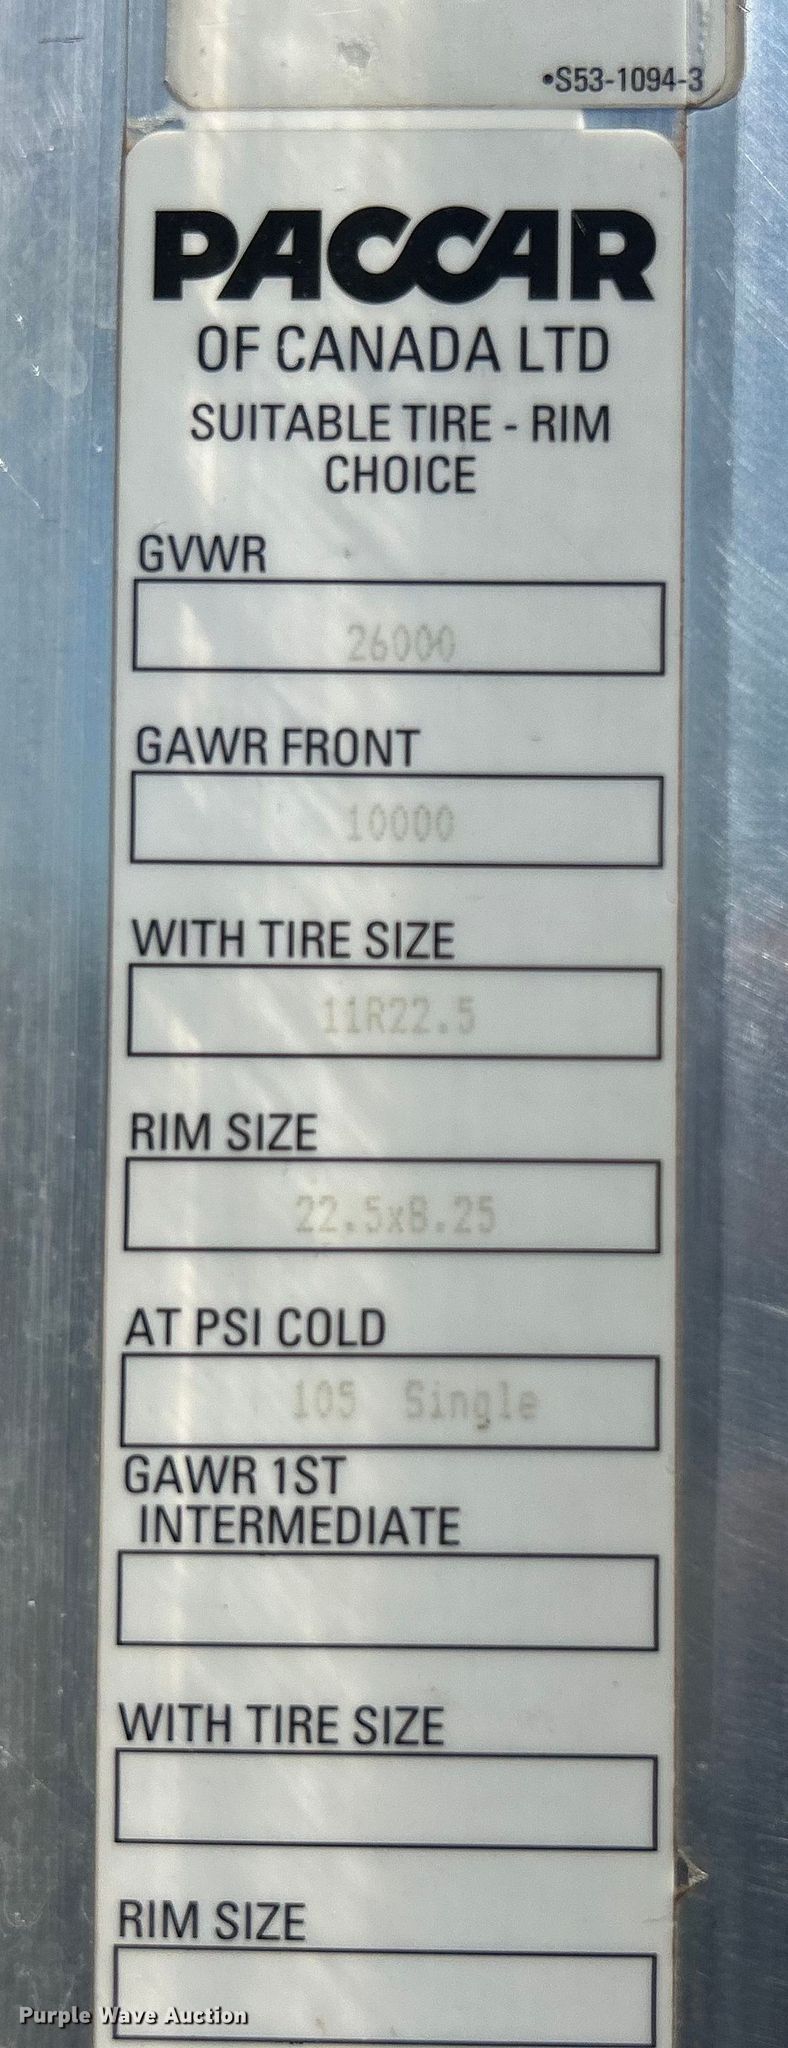 •S53-1094-3
PACCAR
OF CANADA LTD
SUITABLE TIRE - RIM
CHOICE
GVWR
26000
GAWR FRONT
10000
WITH TIRE SIZE
11R22.5
RIM SIZE
22.5x8.25
AT PSI COLD
105 Single
GAWR 1ST
INTERMEDIATE
WITH TIRE SIZE
RIM SIZE
Purple Wave Auction